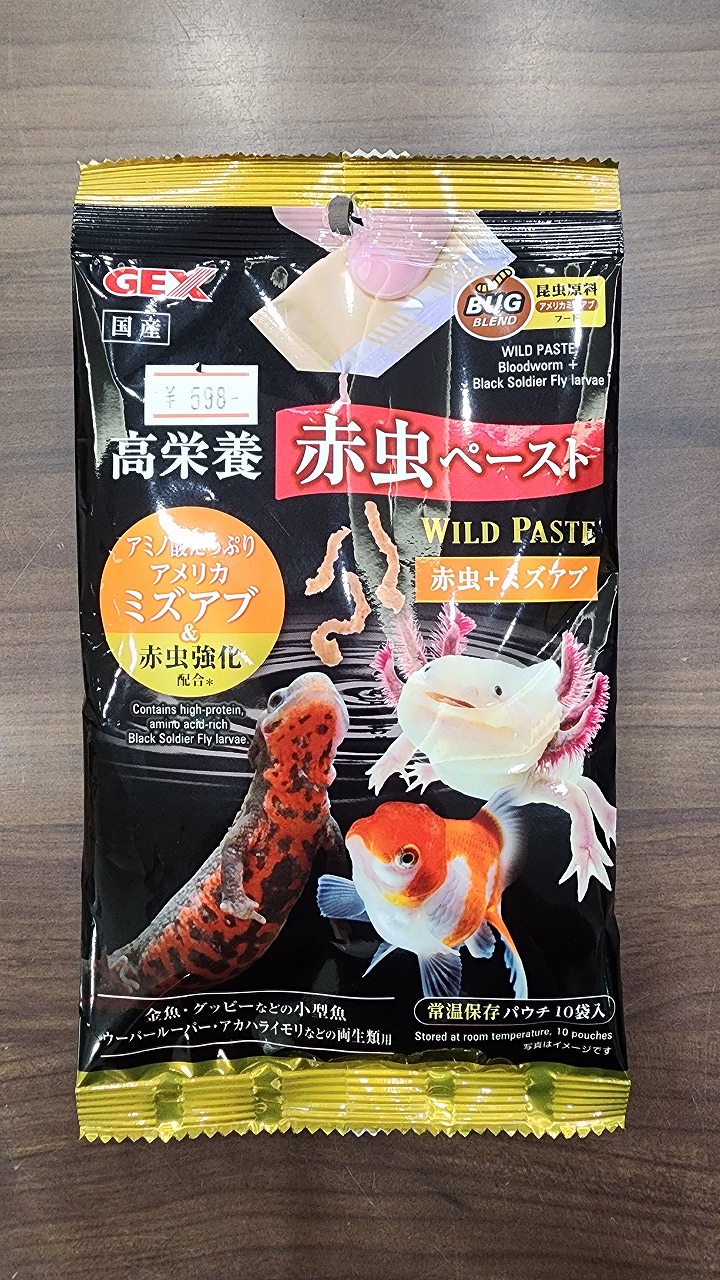 GEX
国産
BUG
BLEND
昆虫原料
アメリカミズアブ
フード
WILD PASTE
Bloodworm +
Black Soldier Fly larvae
¥ 598-
高栄養
赤虫ペースト
WILD PASTE
赤虫+ミズアブ
アミノ酸たっぷり
アメリカ
ミズアブ
&
赤虫強化
配合*
Contains high-protein,
amino acid-rich
Black Soldier Fly larvae.
金魚・グッピーなどの小型魚
ウーパールーパー・アカハライモリなどの両生類用
常温保存パウチ10袋入
Stored at room temperature, 10 pouches
写真はイメージです